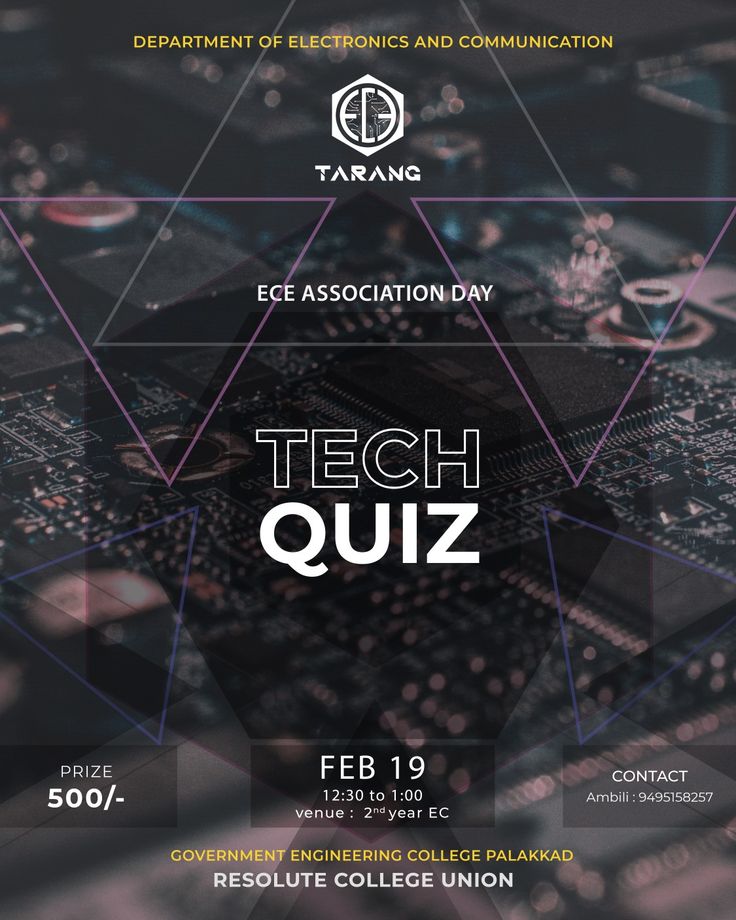 DEPARTMENT OF ELECTRONICS AND COMMUNICATION
ECE
TARANG
ECE ASSOCIATION DAY
TECH
QUIZ
PRIZE
500/-
FEB 19
12:30 to 1:00
venue : 2nd year EC
CONTACT
Ambili : 9495158257
GOVERNMENT ENGINEERING COLLEGE PALAKKAD
RESOLUTE COLLEGE UNION